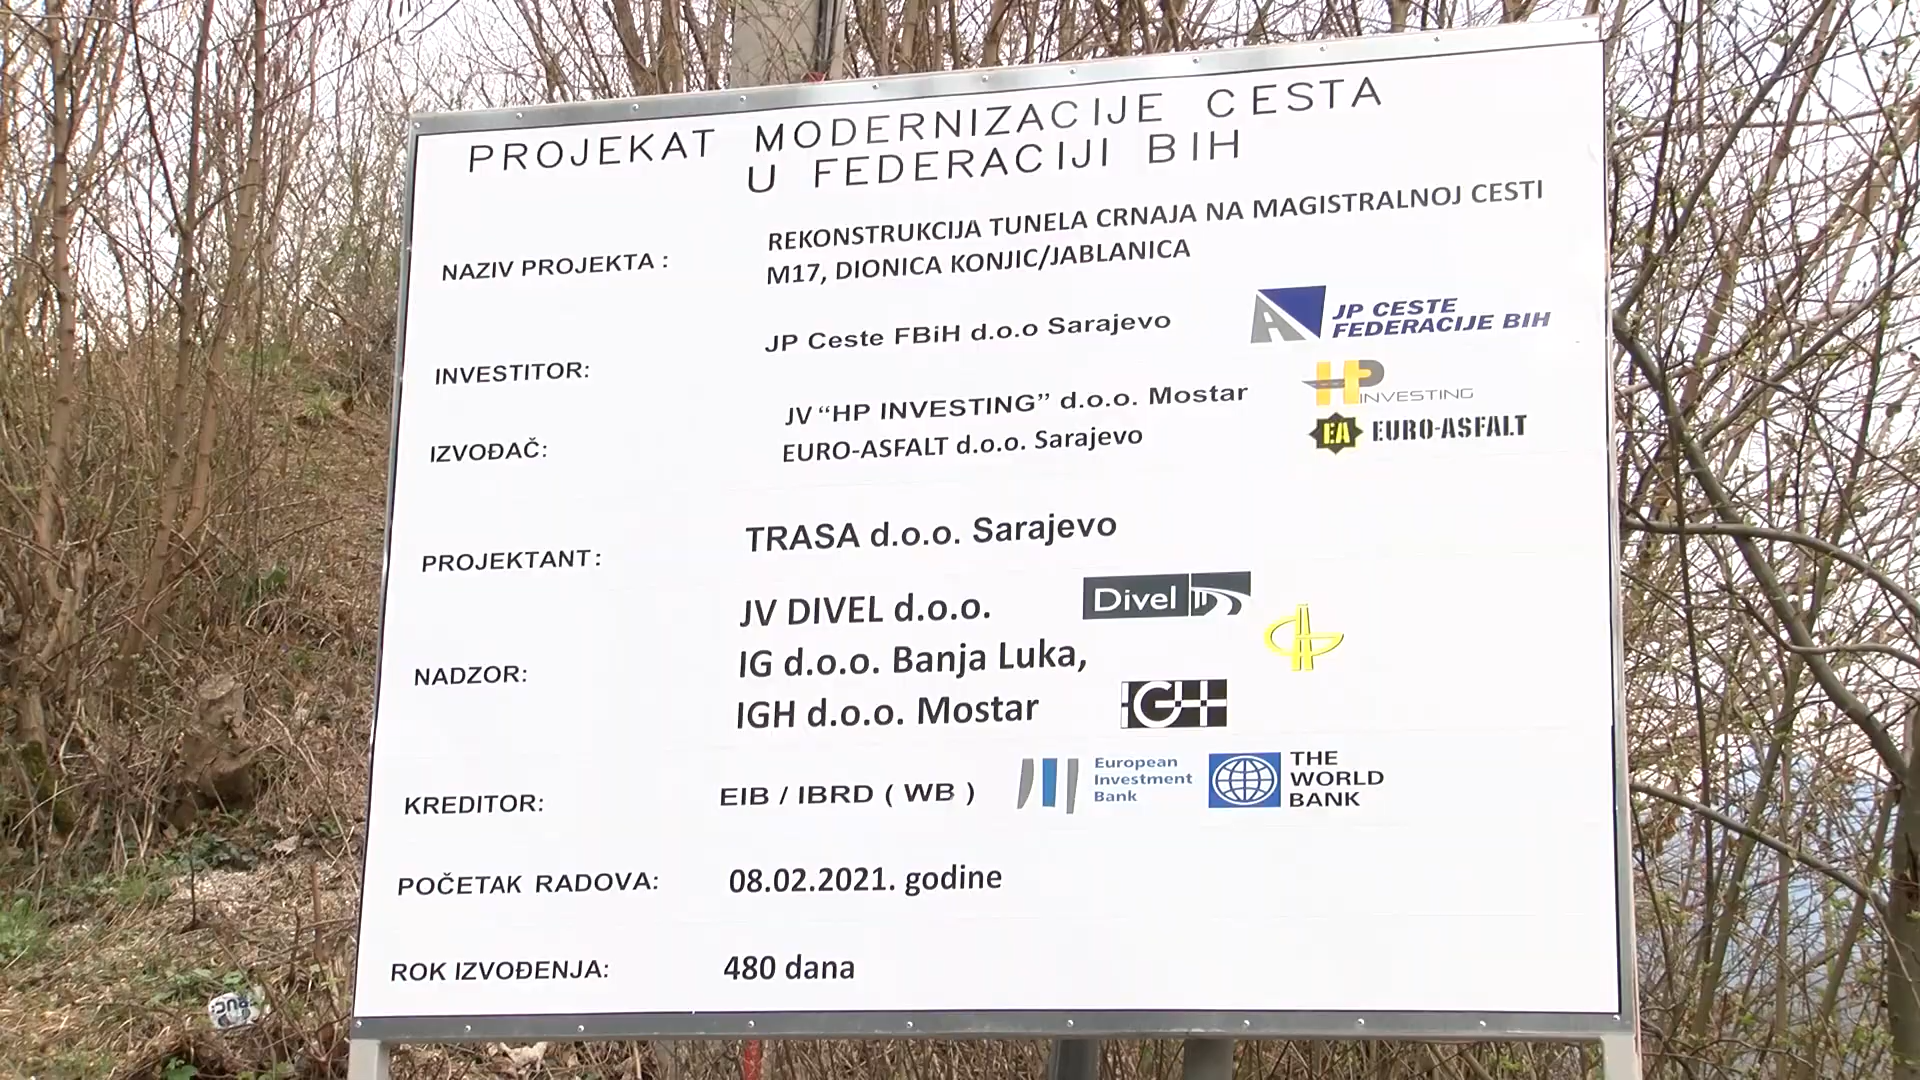 PROJEKAT MODERNIZACIJE CESTA
U FEDERACIJI BIH
NAZIV PROJEKTA :
REKONSTRUKCIJA TUNELA CRNAJA NA MAGISTRALNOJ CESTI
M17, DIONICA KONJIC/JABLANICA
INVESTITOR:
JP Ceste FBiH d.o.o Sarajevo
JP CESTE
FEDERACIJE BIH
IZVOĐAČ:
JV “HP INVESTING” d.o.o. Mostar
HP INVESTING
EURO-ASFALT d.o.o. Sarajevo
EA EURO-ASFALT
PROJEKTANT:
TRASA d.o.o. Sarajevo
NADZOR:
JV DIVEL d.o.o.
Divel
IG d.o.o. Banja Luka,
IGH d.o.o. Mostar
IGH
KREDITOR:
EIB / IBRD ( WB )
European
Investment
Bank
THE
WORLD
BANK
POČETAK RADOVA:
08.02.2021. godine
ROK IZVOĐENJA:
480 dana